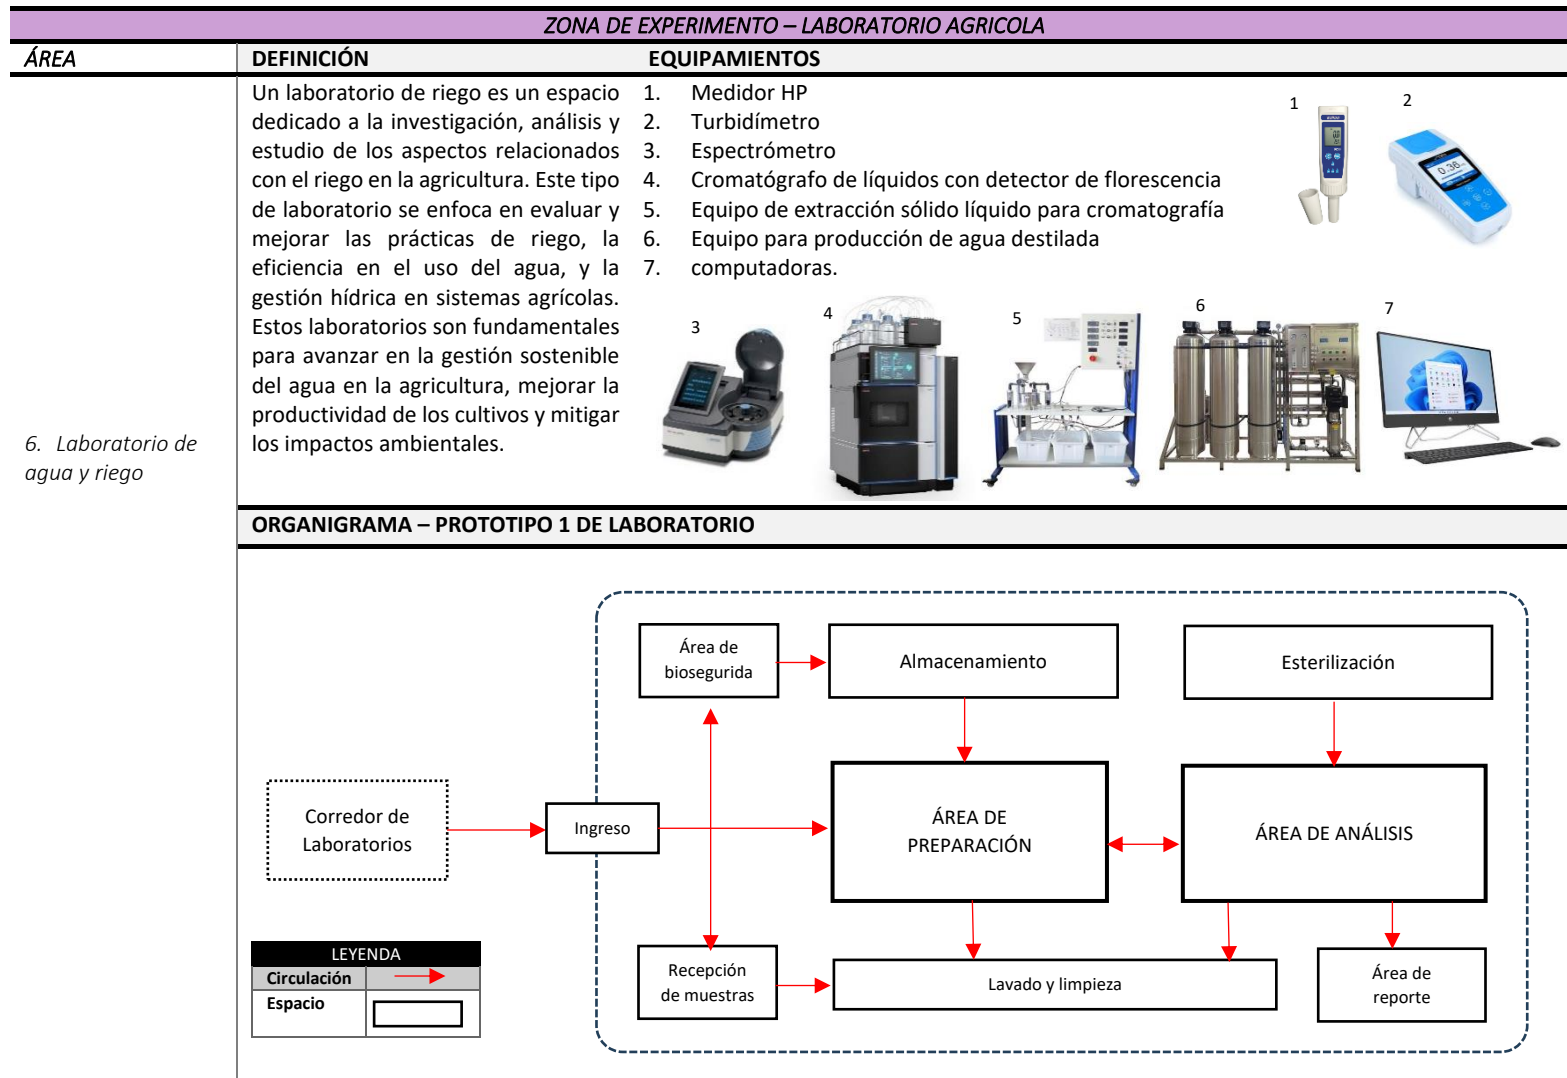 ZONA DE EXPERIMENTO – LABORATORIO AGRICOLA
ÁREA
DEFINICIÓN
EQUIPAMIENTOS
6. Laboratorio de
agua y riego
Un laboratorio de riego es un espacio
dedicado a la investigación, análisis y
estudio de los aspectos relacionados
con el riego en la agricultura. Este tipo
de laboratorio se enfoca en evaluar y
mejorar las prácticas de riego, la
eficiencia en el uso del agua, y la
gestión hídrica en sistemas agrícolas.
Estos laboratorios son fundamentales
para avanzar en la gestión sostenible
del agua en la agricultura, mejorar la
productividad de los cultivos y mitigar
los impactos ambientales.
1. Medidor HP
2. Turbidímetro
3. Espectrómetro
4. Cromatógrafo de líquidos con detector de florescencia
5. Equipo de extracción sólido líquido para cromatografía
6. Equipo para producción de agua destilada
7. computadoras.
1
2
0.36
3
4
5
6
7
ORGANIGRAMA – PROTOTIPO 1 DE LABORATORIO
Área de
biosegurida
Almacenamiento
Esterilización
Corredor de
Laboratorios
Ingreso
ÁREA DE
PREPARACIÓN
ÁREA DE ANÁLISIS
Recepción
de muestras
Lavado y limpieza
Área de
reporte
LEYENDA
Circulación
Espacio